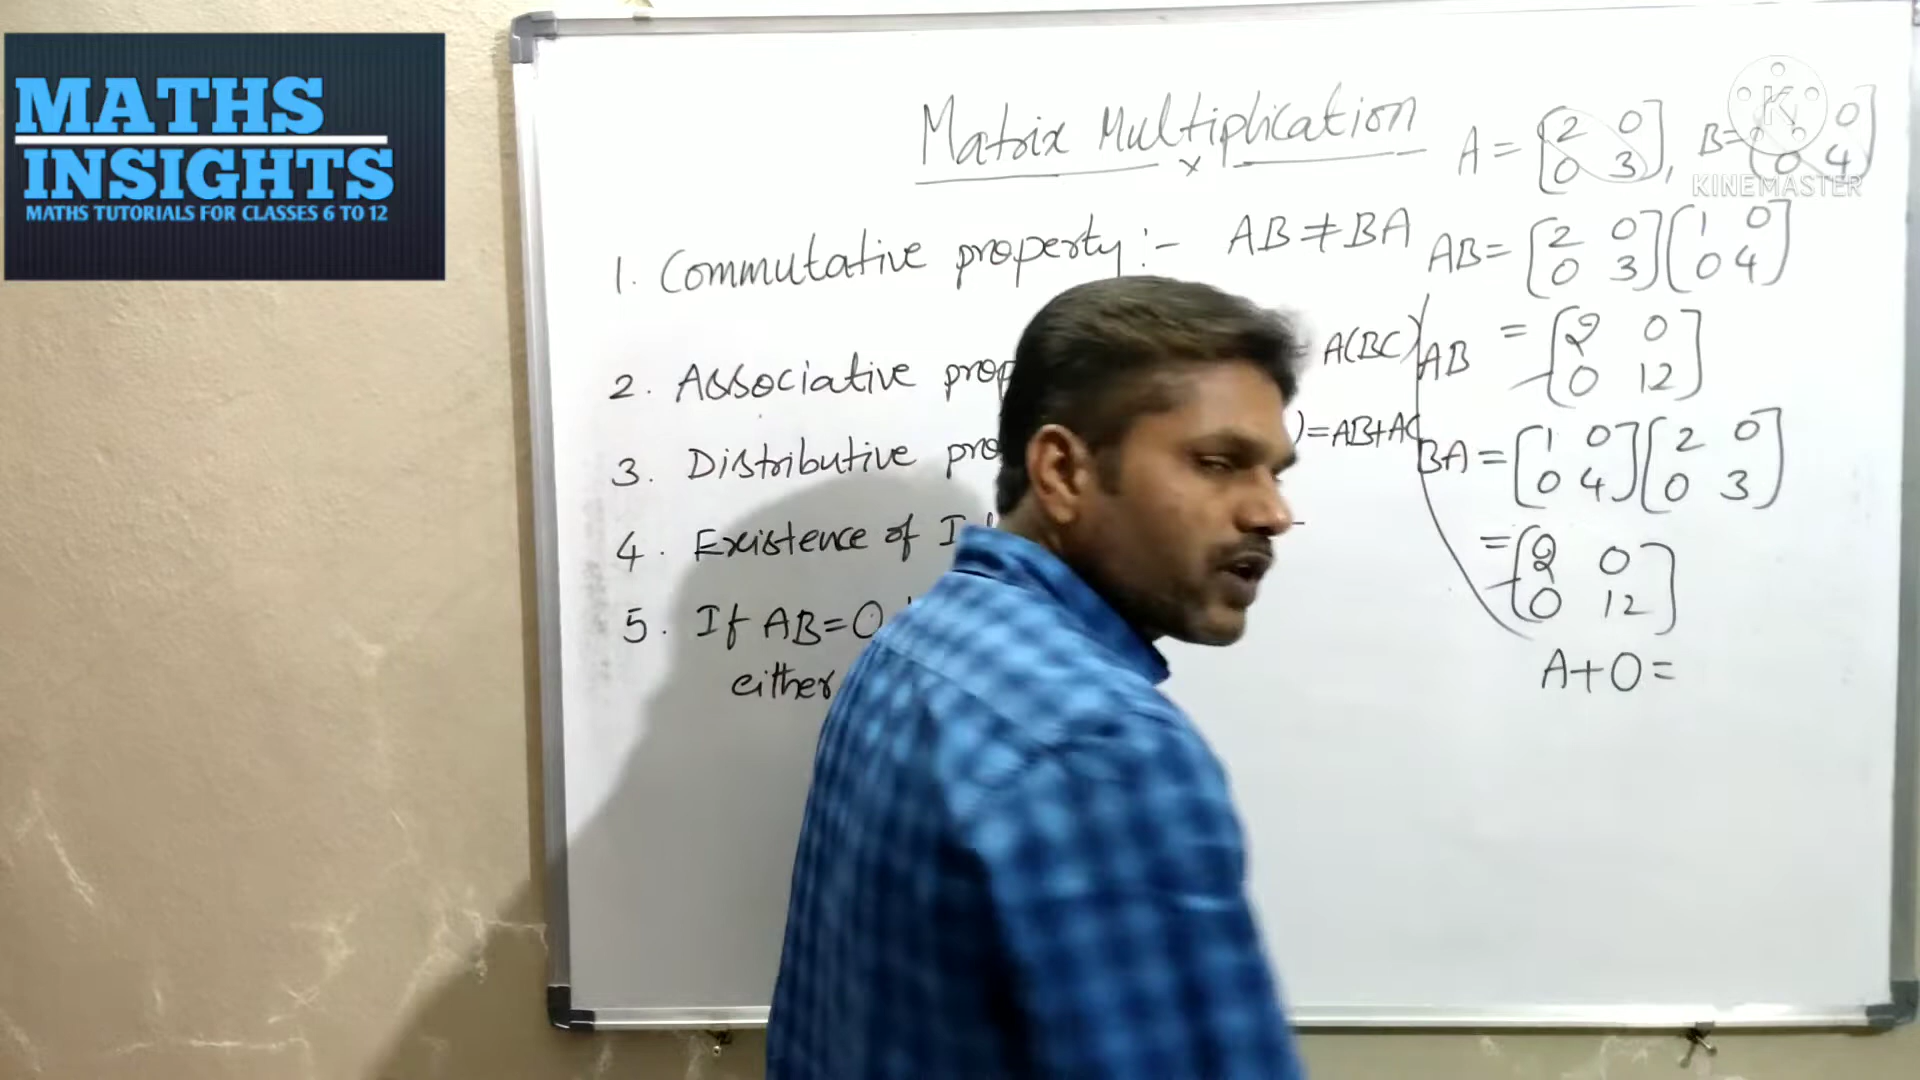 MATHS
INSIGHTS
MATHS TUTORIALS FOR CLASSES 6 TO 12
Matrix Multiplication
x
1. Commutative property :- AB ≠ BA
2. Associative prop
A(BC)
3. Distributive pro
) = AB+AC
4. Existence of I
5. If AB=O
either
A = [2 0
0 3], B = [1 0
0 4]
KINEMASTER
AB = [2 0
0 3] [1 0
0 4]
AB = [2 0
0 12]
BA = [1 0
0 4] [2 0
0 3]
= [2 0
0 12]
A+O=